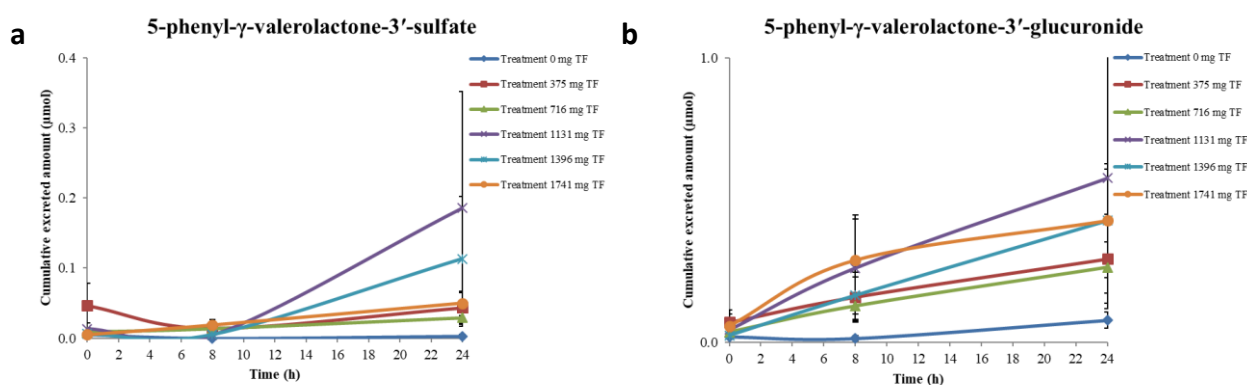 a
5-phenyl-γ-valerolactone-3′-sulfate
Cumulative excreted amount (µmol)
0.4
0.3
0.2
0.1
0.0
0 2 4 6 8 10 12 14 16 18 20 22 24
Time (h)
Treatment 0 mg TF
Treatment 375 mg TF
Treatment 716 mg TF
Treatment 1131 mg TF
Treatment 1396 mg TF
Treatment 1741 mg TF
b
5-phenyl-γ-valerolactone-3′-glucuronide
Cumulative excreted amount (µmol)
1.0
0.0
0 2 4 6 8 10 12 14 16 18 20 22 24
Time (h)
Treatment 0 mg TF
Treatment 375 mg TF
Treatment 716 mg TF
Treatment 1131 mg TF
Treatment 1396 mg TF
Treatment 1741 mg TF